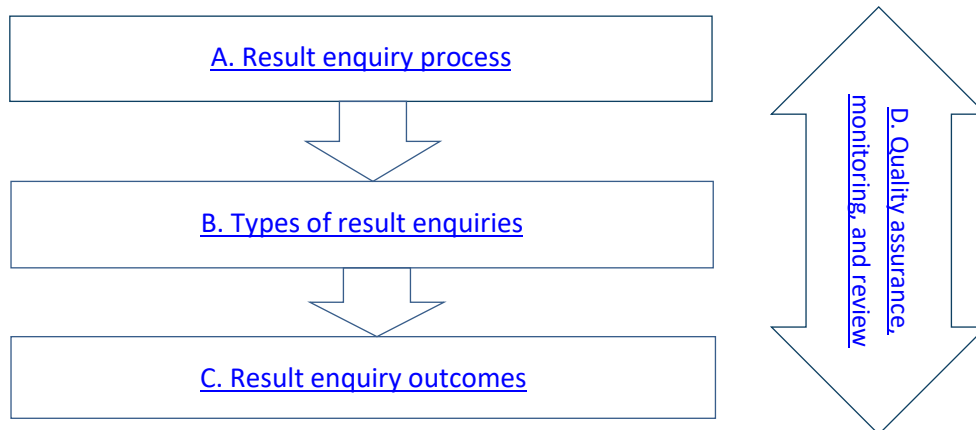 A. Result enquiry process
B. Types of result enquiries
C. Result enquiry outcomes
D. Quality assurance,
monitoring, and review